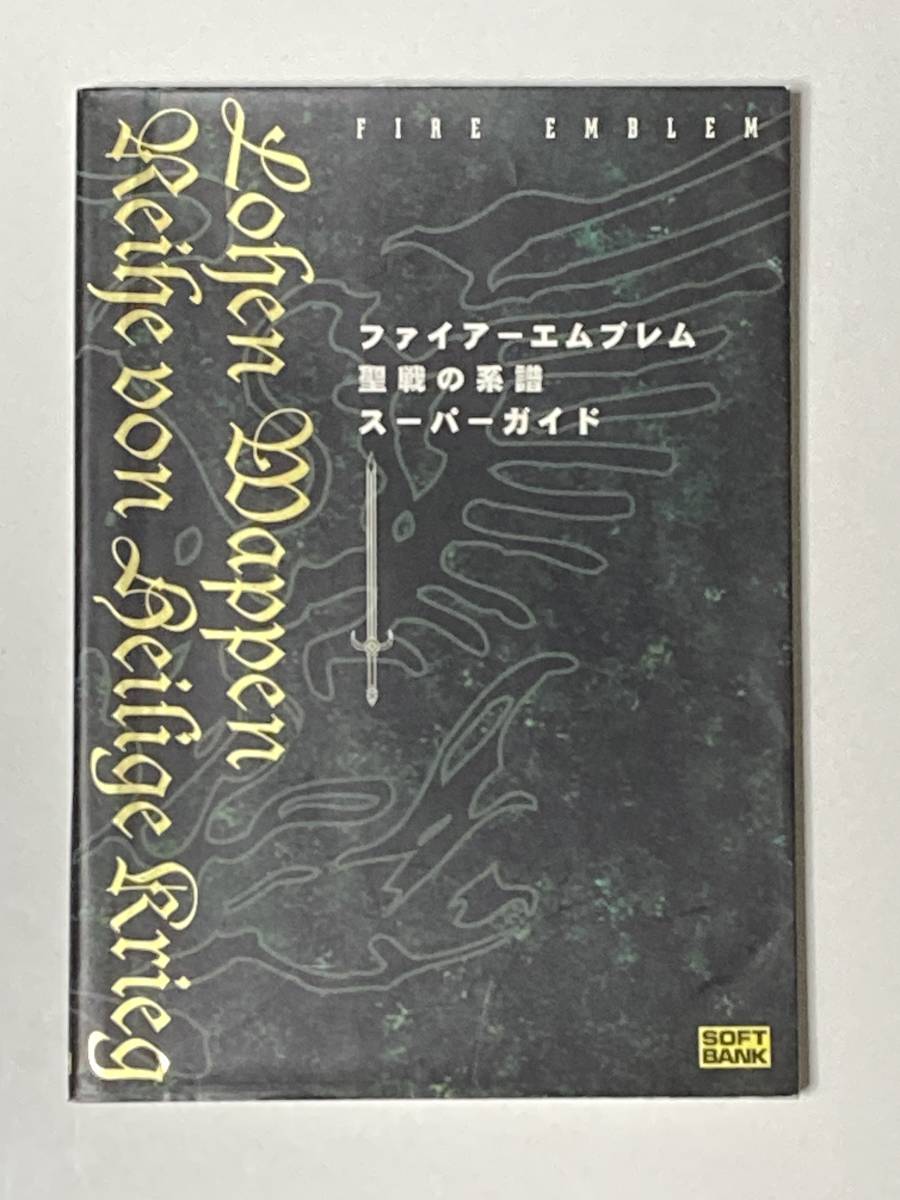 FIRE EMBLEM
Lohen Wappen
Reihe von Heilige Krieg
ファイアーエムブレム
聖戦の系譜
スーパーガイド
SOFT
BANK